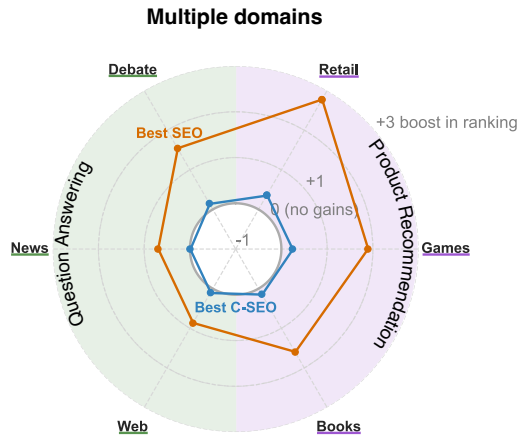 Multiple domains
Debate
Retail
+3 boost in ranking
Best SEO
+1
0 (no gains)
-1
Question Answering
Product Recommendation
News
Games
Best C-SEO
Web
Books